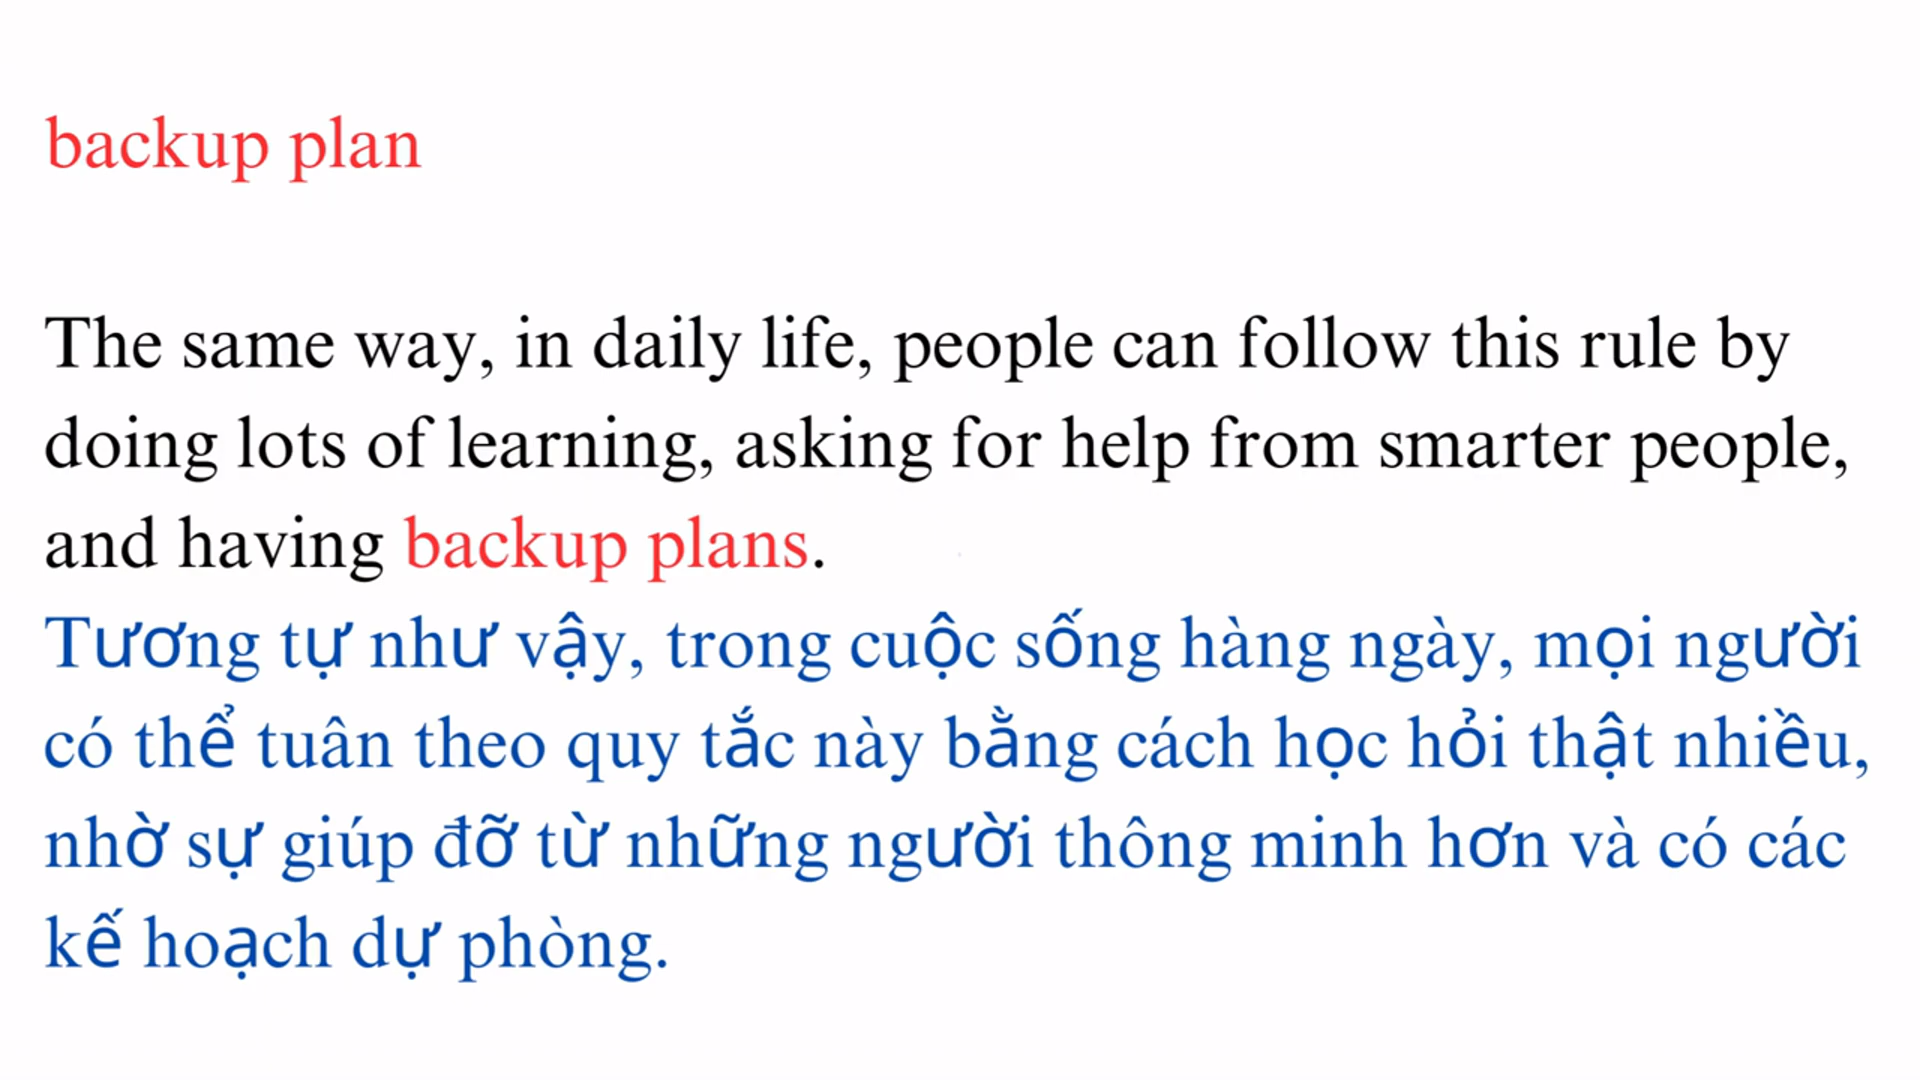 backup plan
The same way, in daily life, people can follow this rule by
doing lots of learning, asking for help from smarter people,
and having backup plans.
Tương tự như vậy, trong cuộc sống hàng ngày, mọi người
có thể tuân theo quy tắc này bằng cách học hỏi thật nhiều,
nhờ sự giúp đỡ từ những người thông minh hơn và có các
kế hoạch dự phòng.